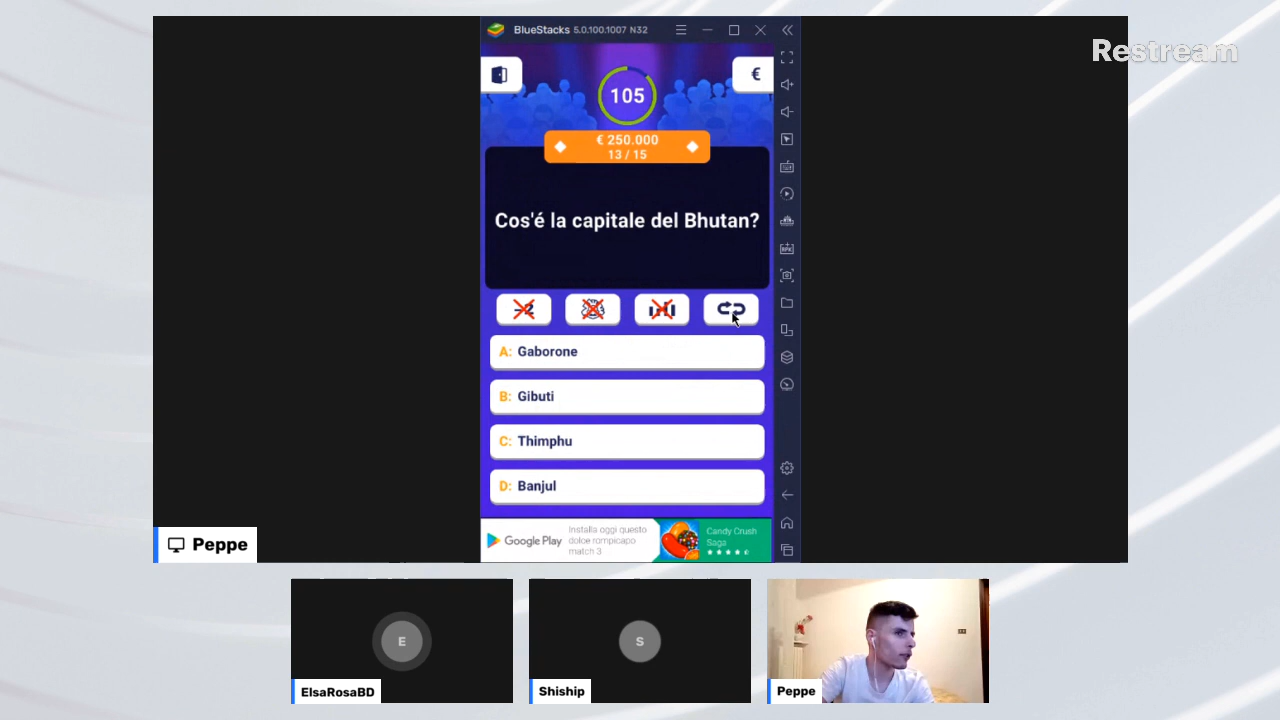 BlueStacks 5.0.100.1007 N32
Restream
€
105
€ 250.000
13 / 15
Cos'é la capitale del Bhutan?
A: Gaborone
B: Gibuti
C: Thimphu
D: Banjul
Google Play
Installa oggi questo
dolce rompicapo
match 3
Candy Crush
Saga
Peppe
E
ElsaRosaBD
S
Shiship
Peppe